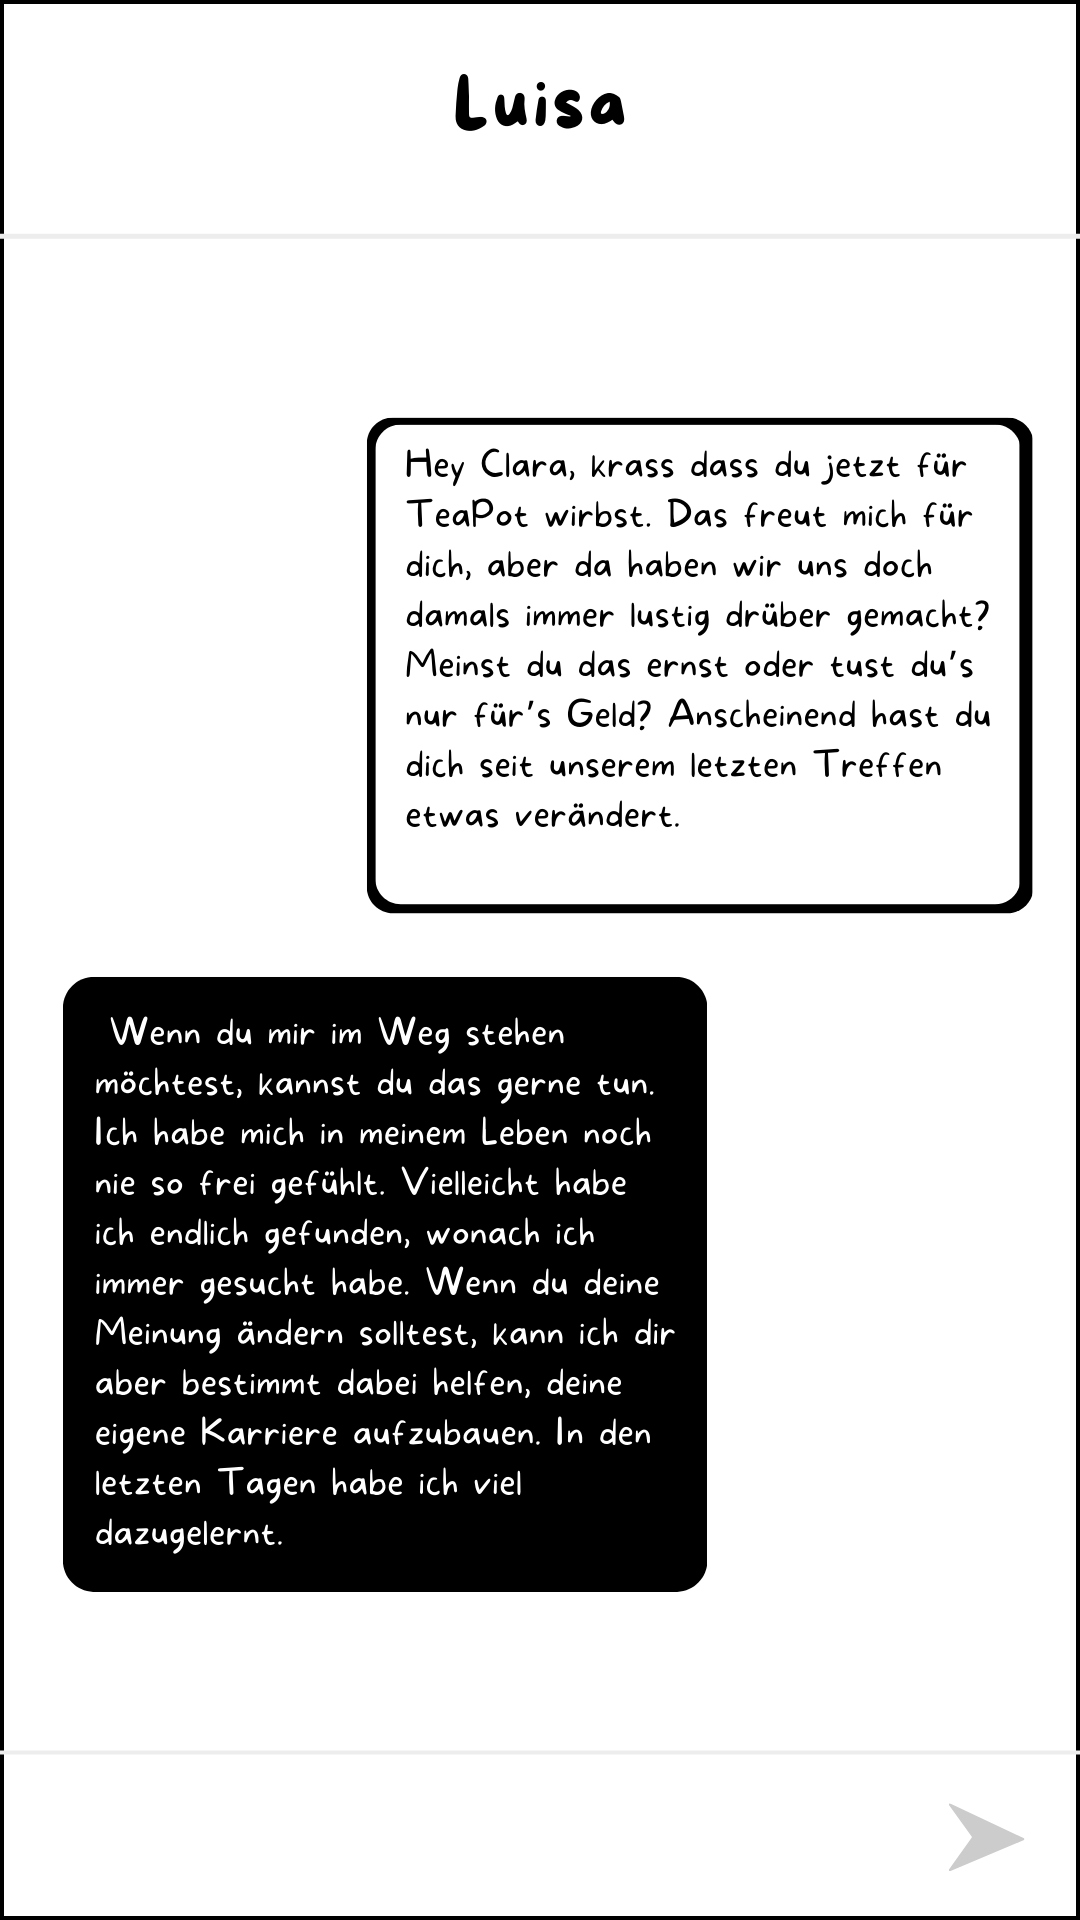 Luisa
Hey Clara, krass dass du jetzt für
TeaPot wirbst. Das freut mich für
dich, aber da haben wir uns doch
damals immer lustig drüber gemacht?
Meinst du das ernst oder tust du's
nur für's Geld? Anscheinend hast du
dich seit unserem letzten Treffen
etwas verändert.
Wenn du mir im Weg stehen
möchtest, kannst du das gerne tun.
Ich habe mich in meinem Leben noch
nie so frei gefühlt. Vielleicht habe
ich endlich gefunden, wonach ich
immer gesucht habe. Wenn du deine
Meinung ändern solltest, kann ich dir
aber bestimmt dabei helfen, deine
eigene Karriere aufzubauen. In den
letzten Tagen habe ich viel
dazugelernt.